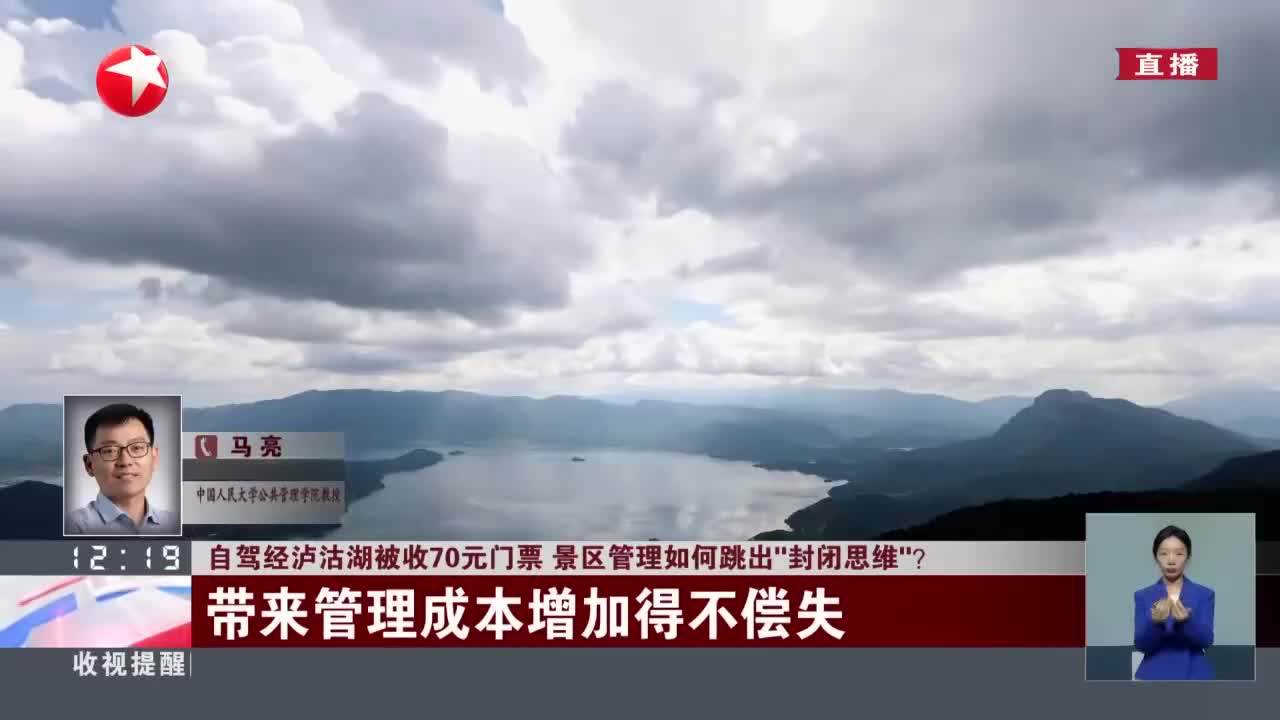 直播
马亮
中国人民大学公共管理学院教授
12:19
自驾经泸沽湖被收70元门票 景区管理如何跳出"封闭思维"?
带来管理成本增加得不偿失
收视提醒